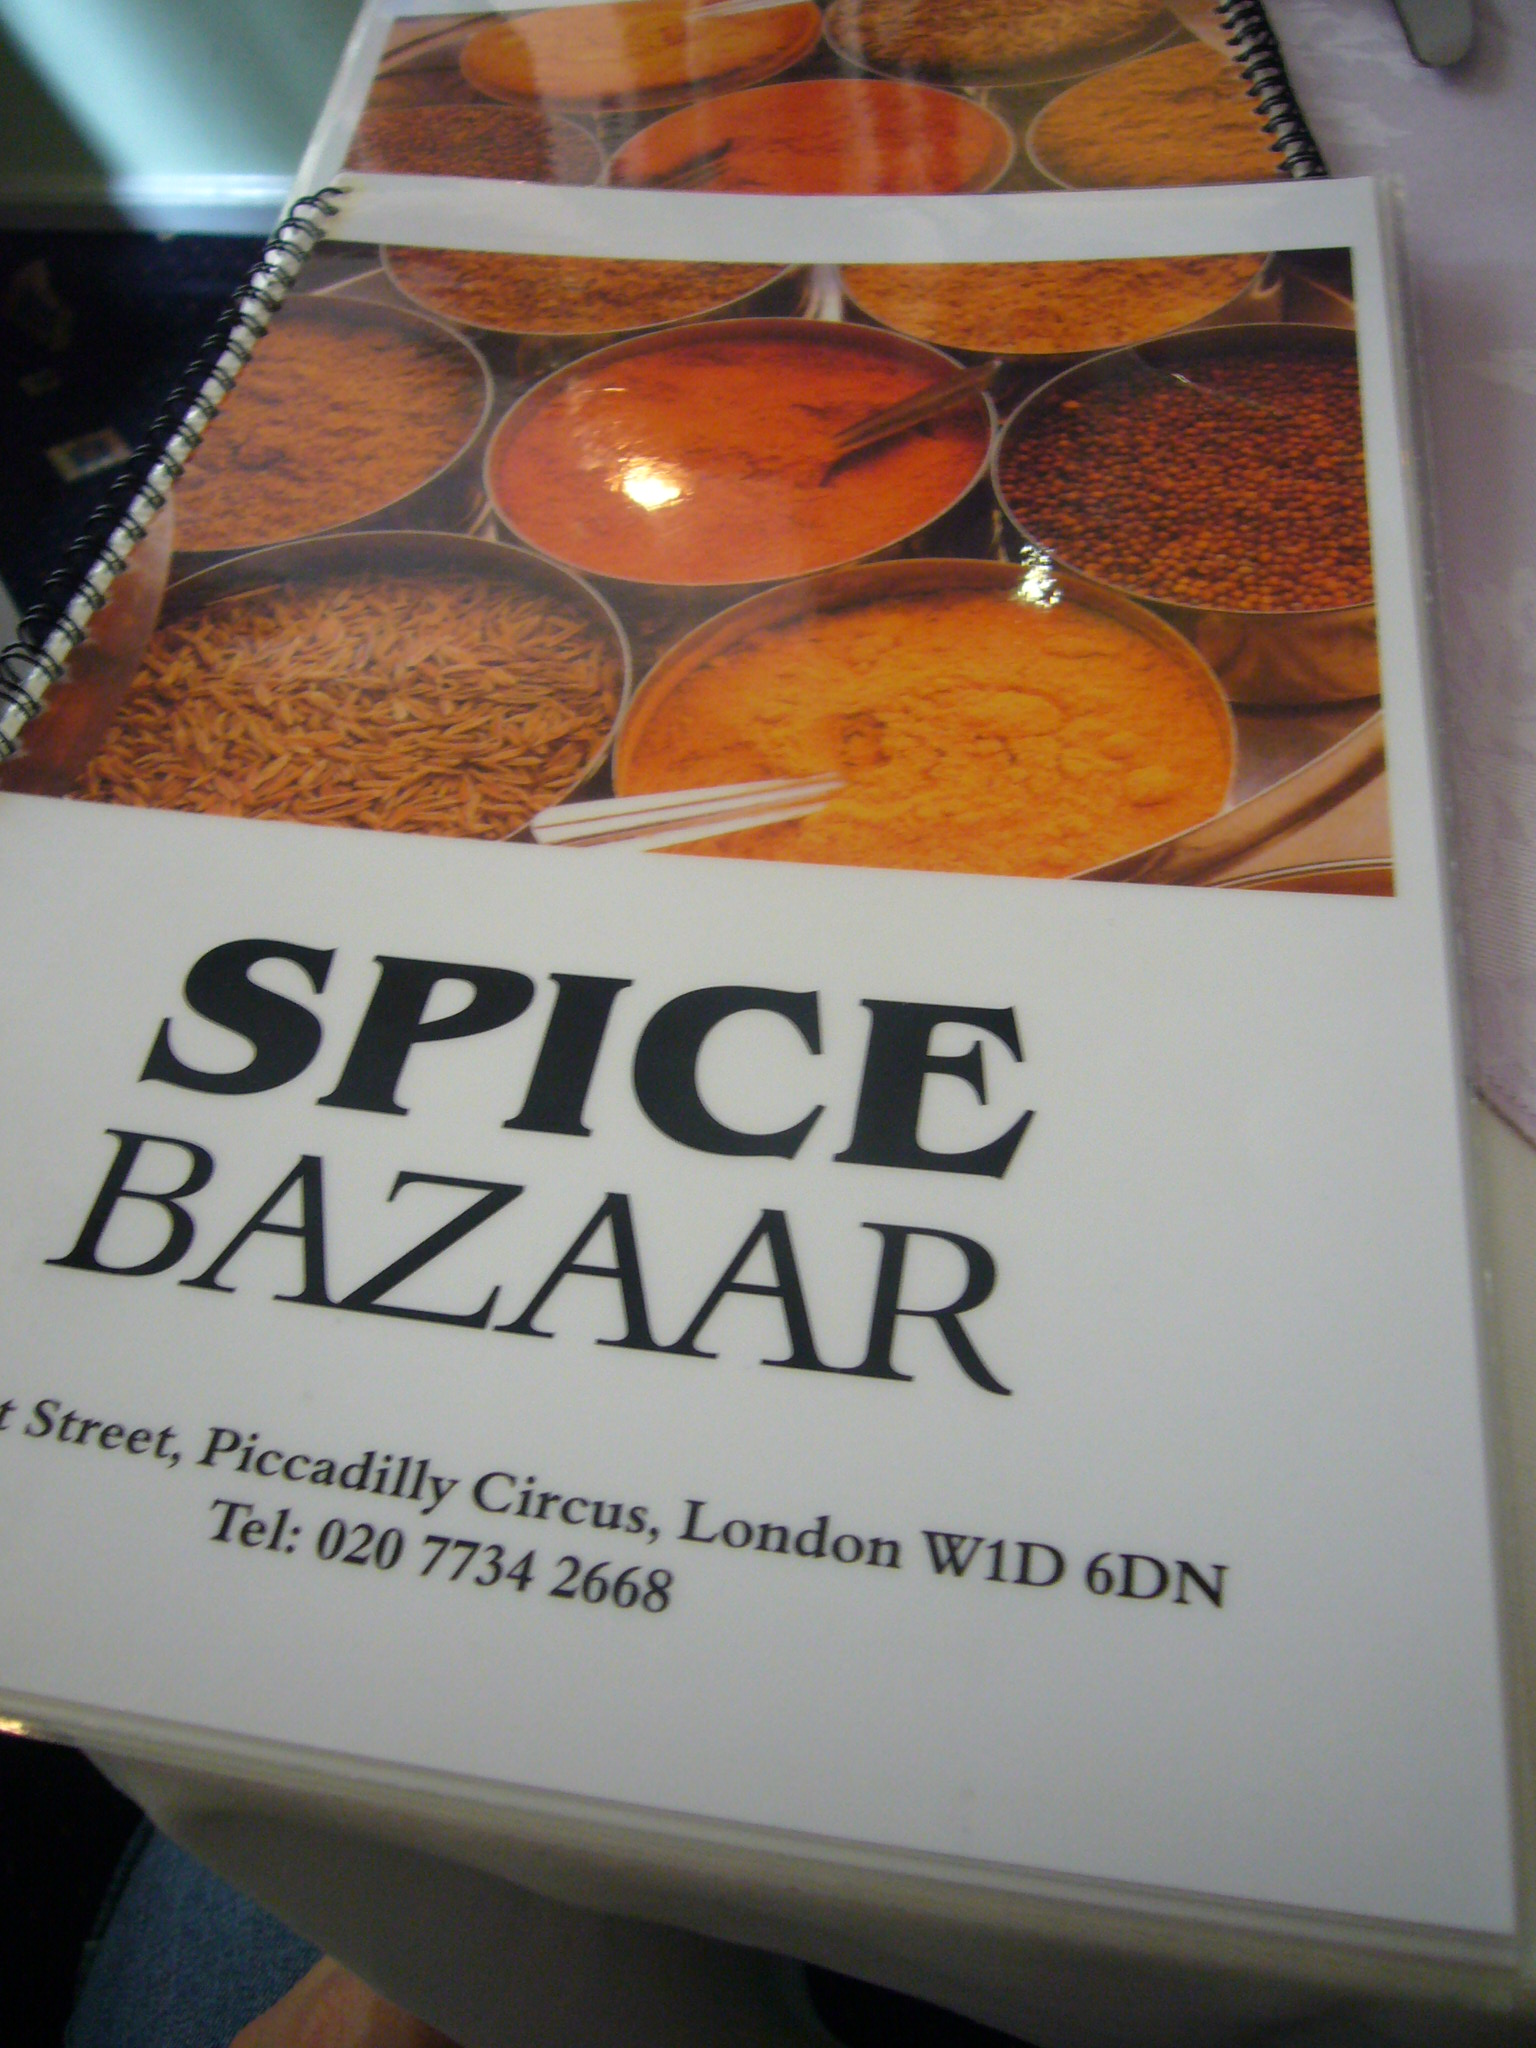 SPICE
BAZAAR
Street, Piccadilly Circus, London W1D 6DN
Tel: 020 7734 2668